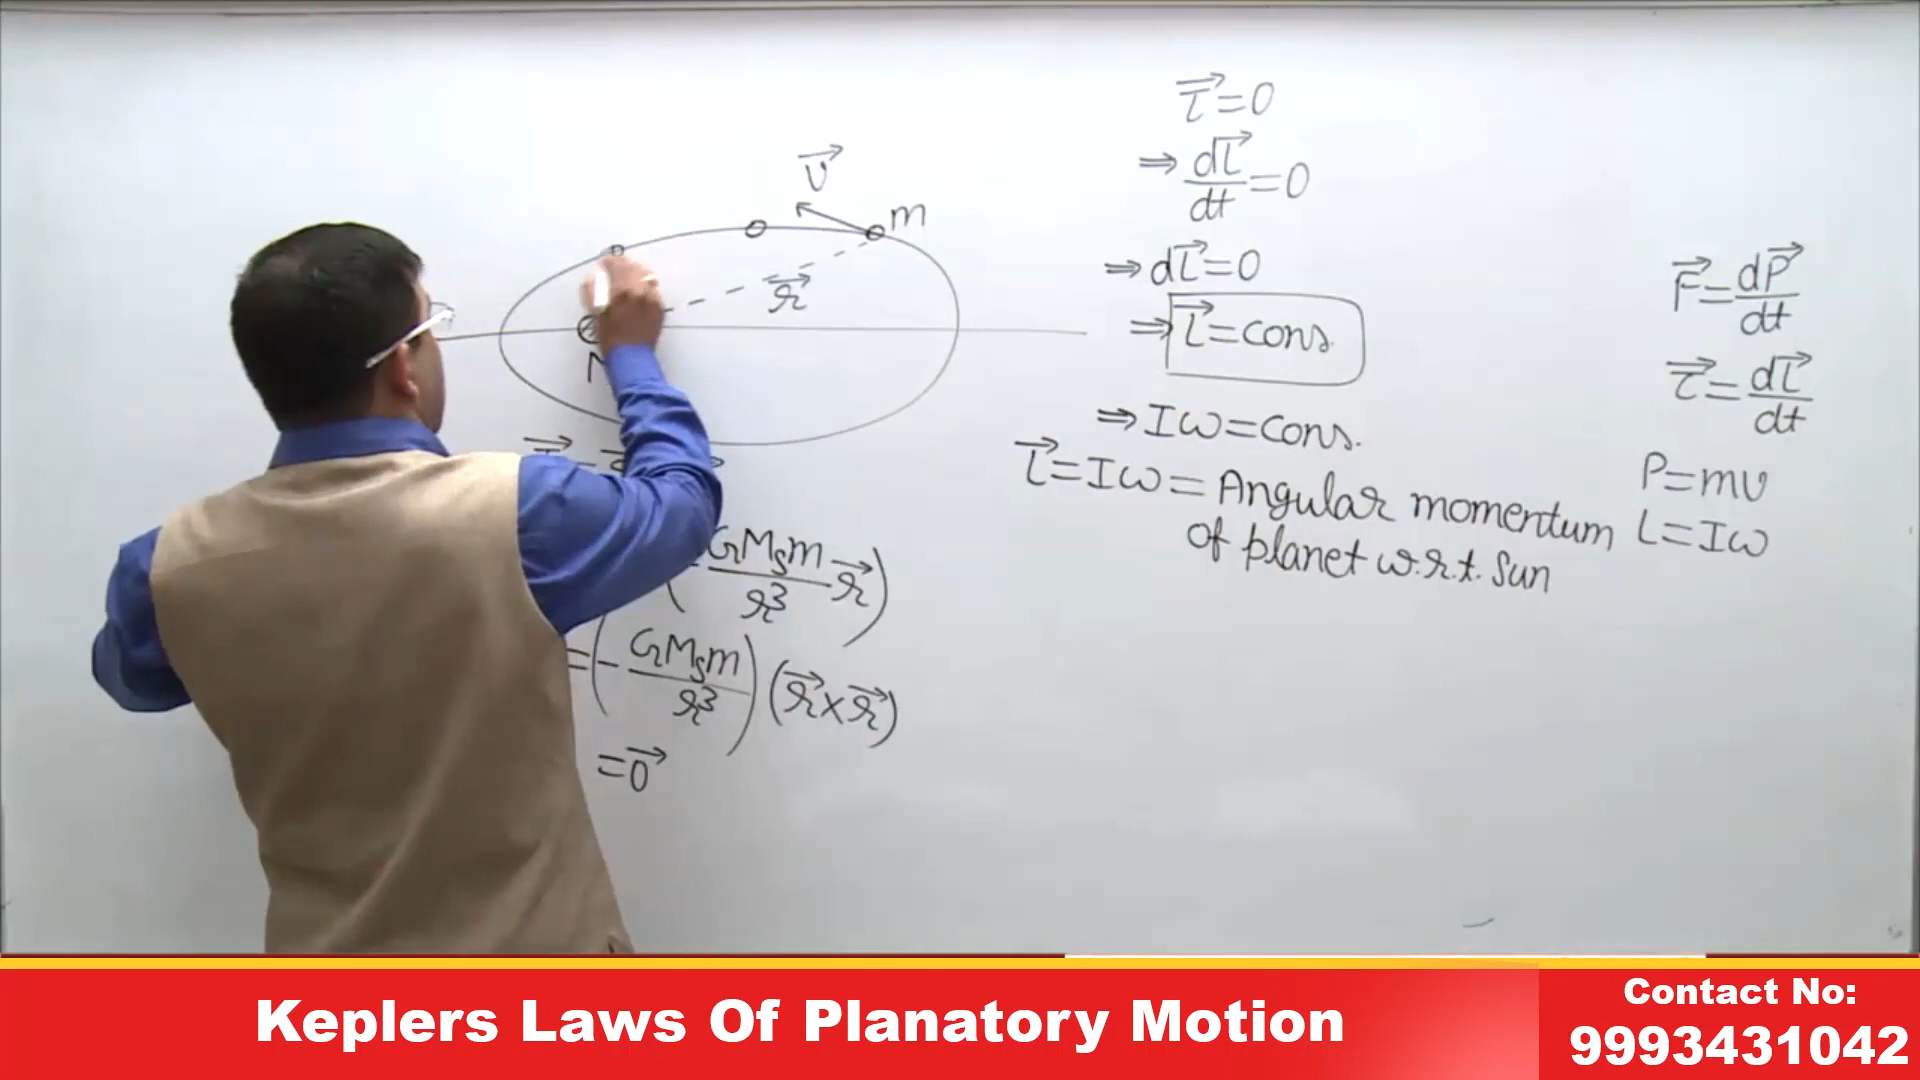 v⃗
m
r⃗
(-GMₛm/r³ r⃗)
=(-GMₛm/r³)(r⃗×r⃗)
=0⃗
τ⃗=0
⇒ dL⃗/dt=0
⇒ dL⃗=0
⇒ L⃗=cons.
⇒ Iω=cons.
L⃗=Iω=Angular momentum
of planet w.r.t. sun
F⃗=dP⃗/dt
τ⃗=dL⃗/dt
P=mv
L=Iω
Keplers Laws Of Planatory Motion
Contact No:
9993431042